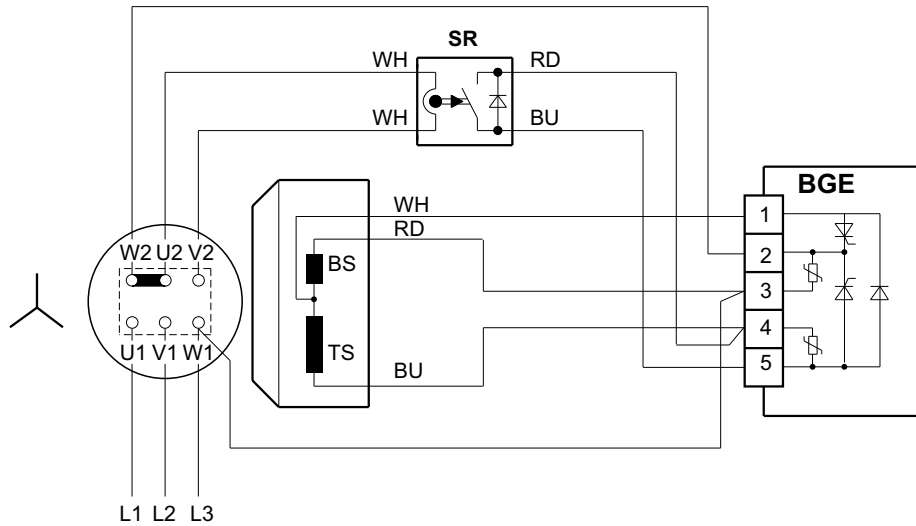 SR
WH
RD
WH
BU
BGE
WH
RD
BS
TS
BU
1
2
3
4
5
W2 U2 V2
U1 V1 W1
L1 L2 L3